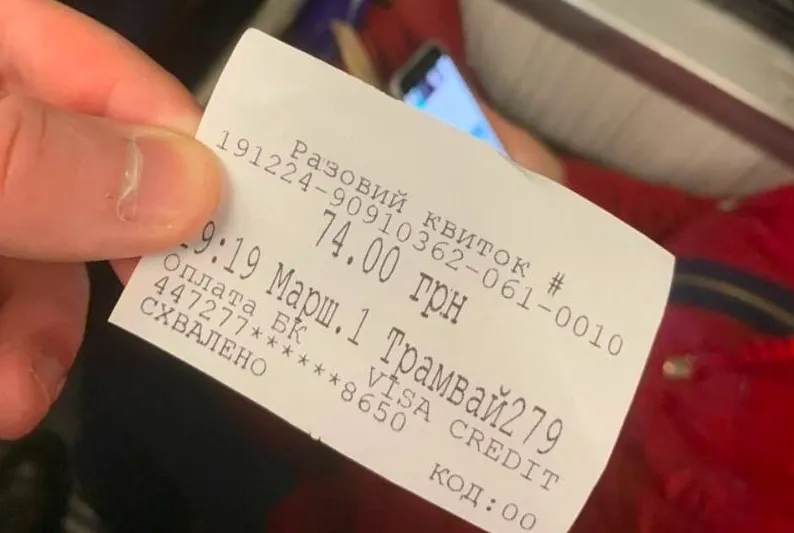 Разовий квиток #
191224-90910362-061-0010
74.00 грн
9:19 Марш.1 Трамвай279
Оплата БК VISA CREDIT
447277******8650
СХВАЛЕНО КОД:00